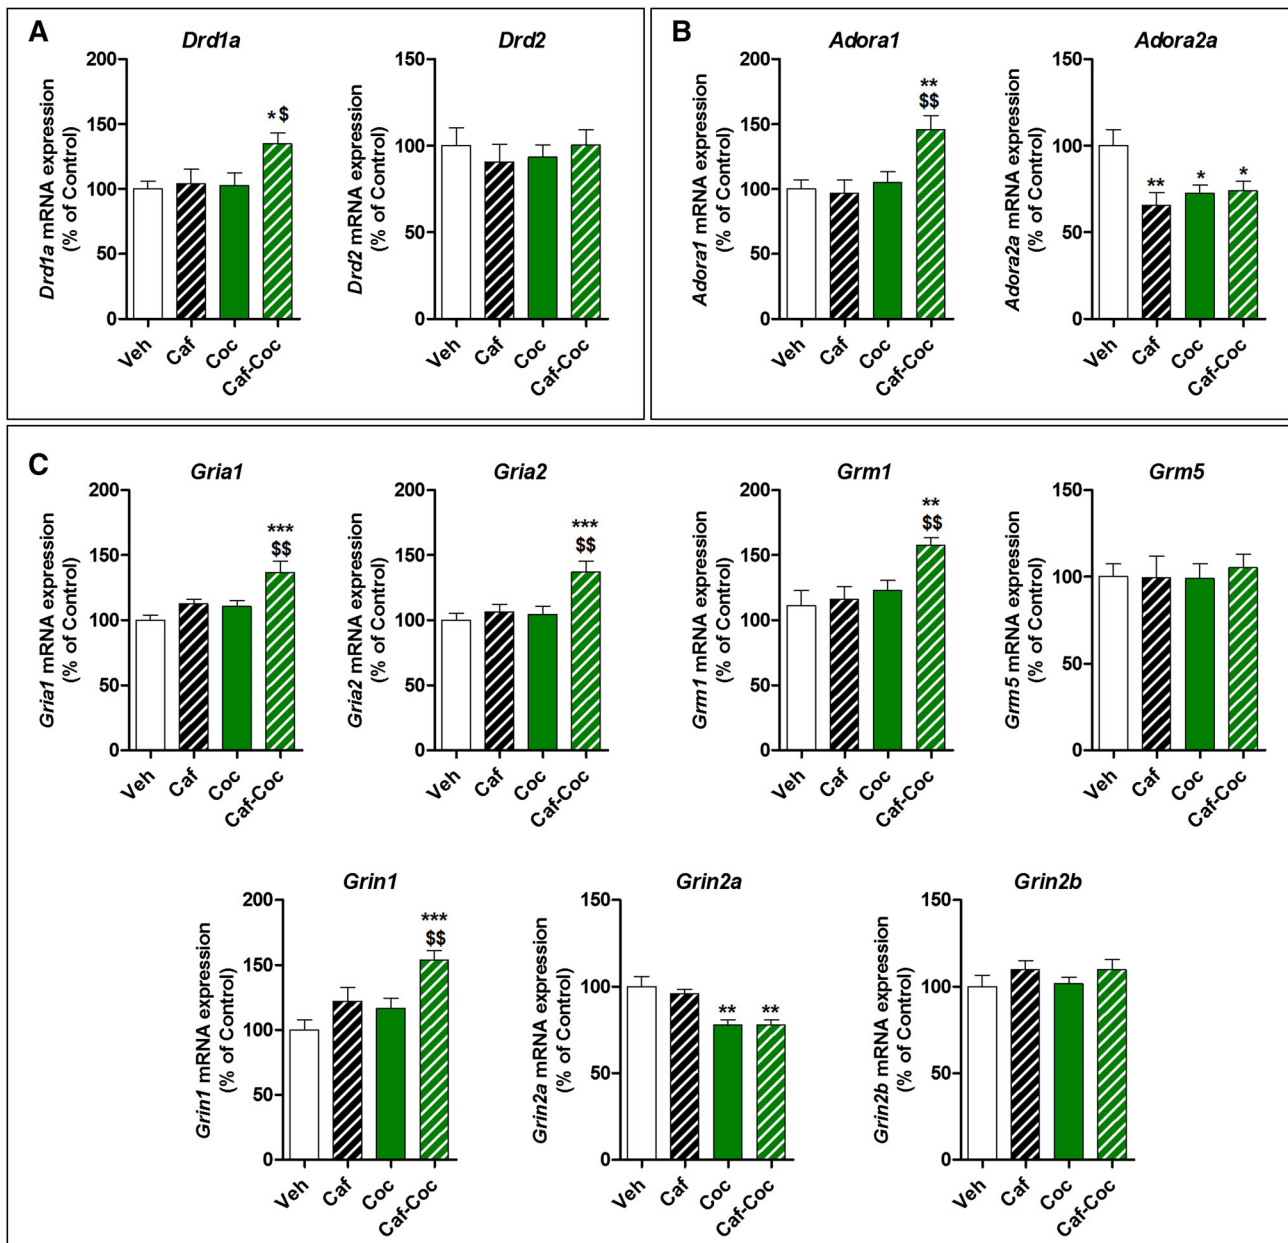 A
Drd1a
Drd1a mRNA expression
(% of Control)
200
150
100
50
0
* $
Veh
Caf
Coc
Caf-Coc
Drd2
Drd2 mRNA expression
(% of Control)
150
100
50
0
Veh
Caf
Coc
Caf-Coc
B
Adora1
Adora1 mRNA expression
(% of Control)
200
150
100
50
0
**
$$
Veh
Caf
Coc
Caf-Coc
Adora2a
Adora2a mRNA expression
(% of Control)
150
100
50
0
**
*
*
Veh
Caf
Coc
Caf-Coc
C
Gria1
Gria1 mRNA expression
(% of Control)
200
150
100
50
0
***
$$
Veh
Caf
Coc
Caf-Coc
Gria2
Gria2 mRNA expression
(% of Control)
200
150
100
50
0
***
$$
Veh
Caf
Coc
Caf-Coc
Grm1
Grm1 mRNA expression
(% of Control)
200
150
100
50
0
**
$$
Veh
Caf
Coc
Caf-Coc
Grm5
Grm5 mRNA expression
(% of Control)
150
100
50
0
Veh
Caf
Coc
Caf-Coc
Grin1
Grin1 mRNA expression
(% of Control)
200
150
100
50
0
***
$$
Veh
Caf
Coc
Caf-Coc
Grin2a
Grin2a mRNA expression
(% of Control)
150
100
50
0
**
**
Veh
Caf
Coc
Caf-Coc
Grin2b
Grin2b mRNA expression
(% of Control)
150
100
50
0
Veh
Caf
Coc
Caf-Coc